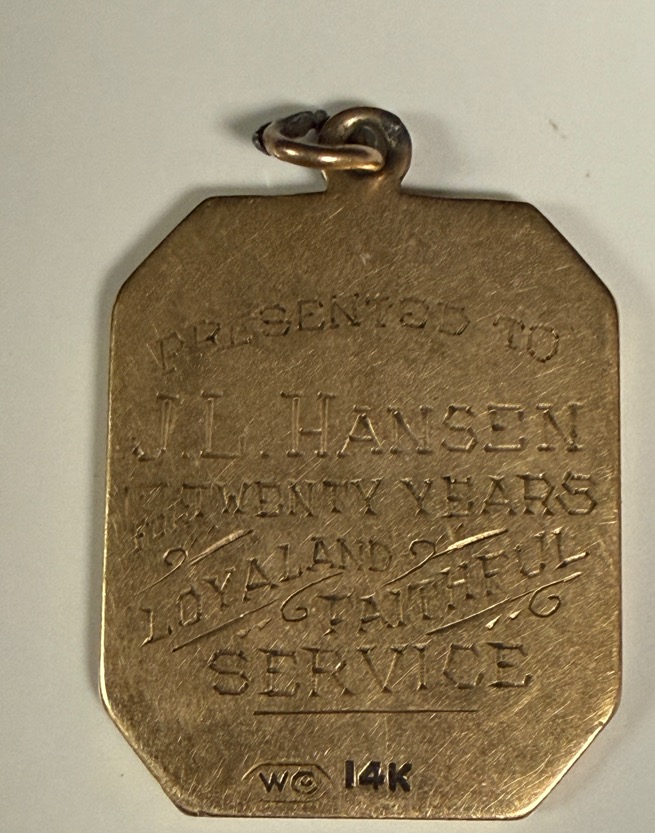 PRESENTED TO
J.L. HANSEN
FOR TWENTY YEARS
LOYAL AND FAITHFUL
SERVICE
WC 14K